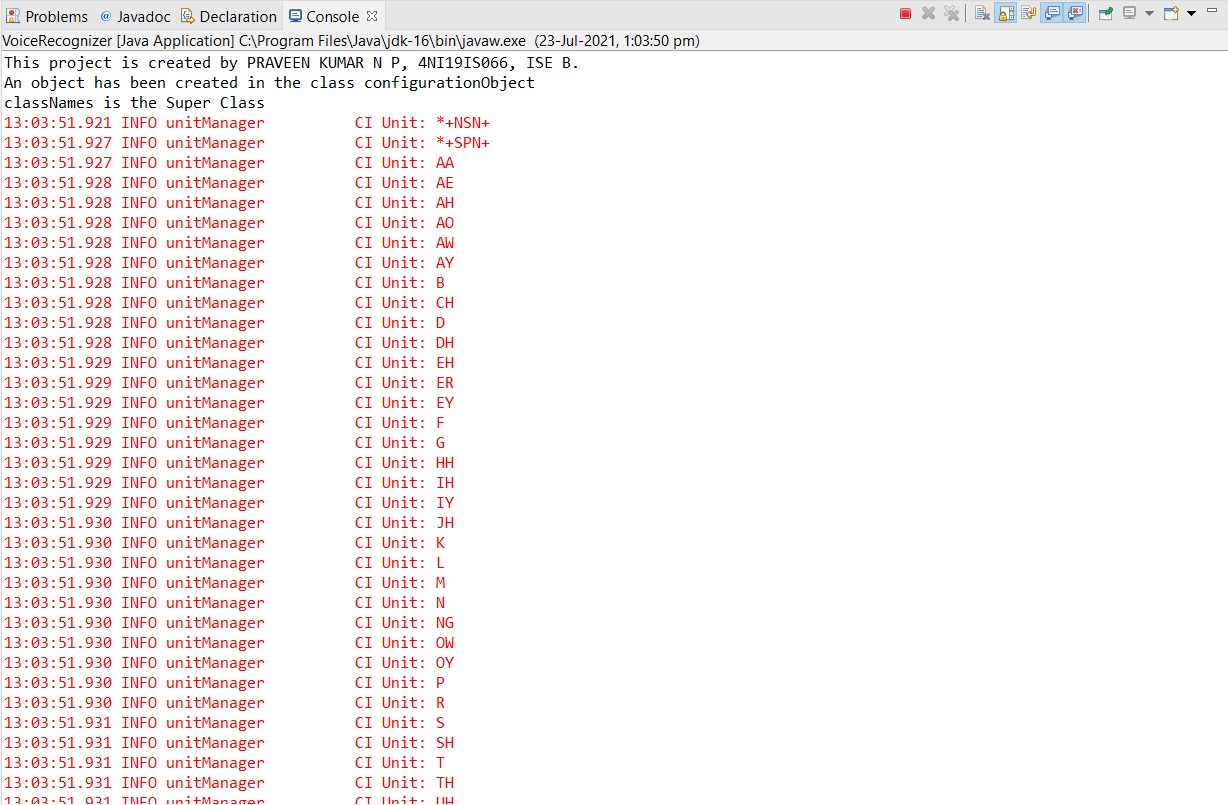 Problems @ Javadoc Declaration Console
VoiceRecognizer [Java Application] C:\Program Files\Java\jdk-16\bin\javaw.exe (23-Jul-2021, 1:03:50 pm)
This project is created by PRAVEEN KUMAR N P, 4NI19IS066, ISE B.
An object has been created in the class configurationObject
classNames is the Super Class
13:03:51.921 INFO unitManager CI Unit: *+NSN+
13:03:51.927 INFO unitManager CI Unit: *+SPN+
13:03:51.927 INFO unitManager CI Unit: AA
13:03:51.928 INFO unitManager CI Unit: AE
13:03:51.928 INFO unitManager CI Unit: AH
13:03:51.928 INFO unitManager CI Unit: AO
13:03:51.928 INFO unitManager CI Unit: AW
13:03:51.928 INFO unitManager CI Unit: AY
13:03:51.928 INFO unitManager CI Unit: B
13:03:51.928 INFO unitManager CI Unit: CH
13:03:51.928 INFO unitManager CI Unit: D
13:03:51.928 INFO unitManager CI Unit: DH
13:03:51.929 INFO unitManager CI Unit: EH
13:03:51.929 INFO unitManager CI Unit: ER
13:03:51.929 INFO unitManager CI Unit: EY
13:03:51.929 INFO unitManager CI Unit: F
13:03:51.929 INFO unitManager CI Unit: G
13:03:51.929 INFO unitManager CI Unit: HH
13:03:51.929 INFO unitManager CI Unit: IH
13:03:51.929 INFO unitManager CI Unit: IY
13:03:51.930 INFO unitManager CI Unit: JH
13:03:51.930 INFO unitManager CI Unit: K
13:03:51.930 INFO unitManager CI Unit: L
13:03:51.930 INFO unitManager CI Unit: M
13:03:51.930 INFO unitManager CI Unit: N
13:03:51.930 INFO unitManager CI Unit: NG
13:03:51.930 INFO unitManager CI Unit: OW
13:03:51.930 INFO unitManager CI Unit: OY
13:03:51.930 INFO unitManager CI Unit: P
13:03:51.930 INFO unitManager CI Unit: R
13:03:51.931 INFO unitManager CI Unit: S
13:03:51.931 INFO unitManager CI Unit: SH
13:03:51.931 INFO unitManager CI Unit: T
13:03:51.931 INFO unitManager CI Unit: TH
13:03:51.931 INFO unitManager CI Unit: UH